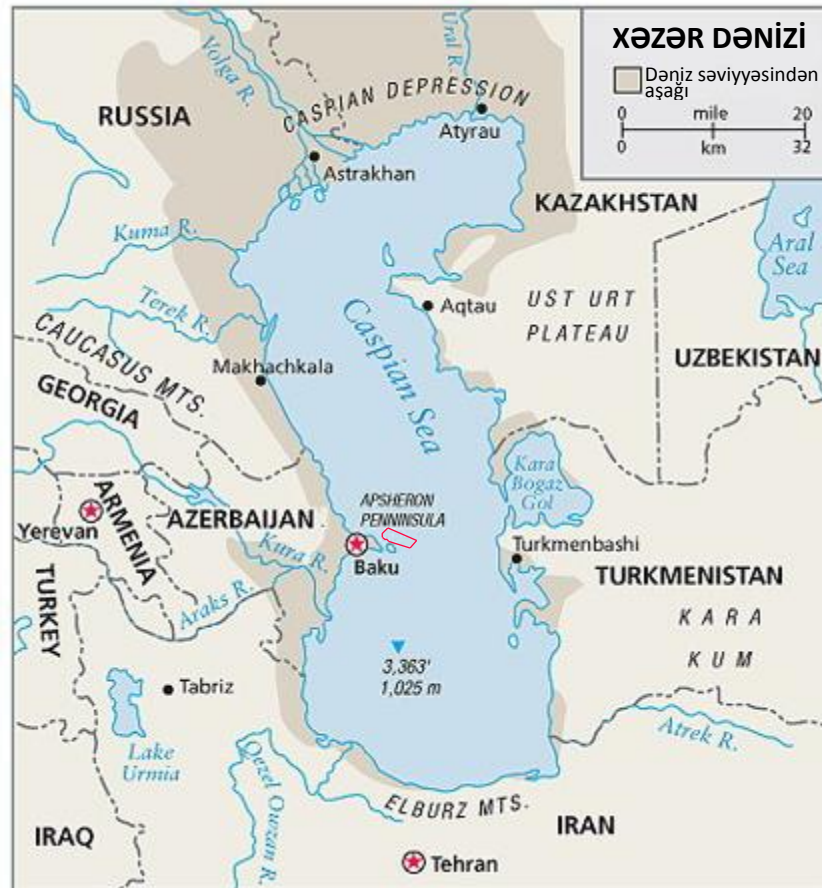 XƏZƏR DƏNİZİ
Dəniz səviyyəsindən
aşağı
0 mile 20
0 km 32
Volga R.
Ural R.
CASPIAN DEPRESSION
RUSSIA
Atyrau
Astrakhan
KAZAKHSTAN
Kuma R.
Aral
Sea
Terek R.
Aqtau
UST URT
PLATEAU
Caspian Sea
CAUCASUS MTS.
Makhachkala
UZBEKISTAN
GEORGIA
Kara
Bogaz
Gol
ARMENIA
APSHERON
PENNINSULA
AZERBAIJAN
Yerevan
Kura R.
Baku
Turkmenbashi
TURKMENISTAN
TURKEY
Araks R.
KARA
KUM
3,363'
1,025 m
Tabriz
Atrek R.
Lake
Urmia
Qezel Owzan R.
ELBURZ MTS.
IRAQ
IRAN
Tehran